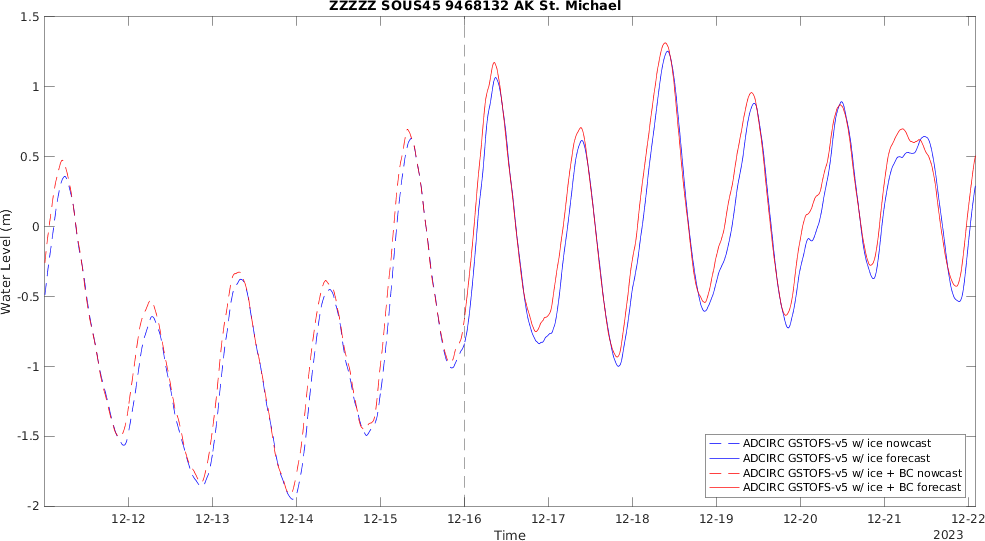 ZZZZZ SOUS45 9468132 AK St. Michael
1.5
1
0.5
0
-0.5
-1
-1.5
-2
Water Level (m)
ADCIRC GSTOFS-v5 w/ ice nowcast
ADCIRC GSTOFS-v5 w/ ice forecast
ADCIRC GSTOFS-v5 w/ ice + BC nowcast
ADCIRC GSTOFS-v5 w/ ice + BC forecast
12-12 12-13 12-14 12-15 12-16 12-17 12-18 12-19 12-20 12-21 12-22
Time
2023